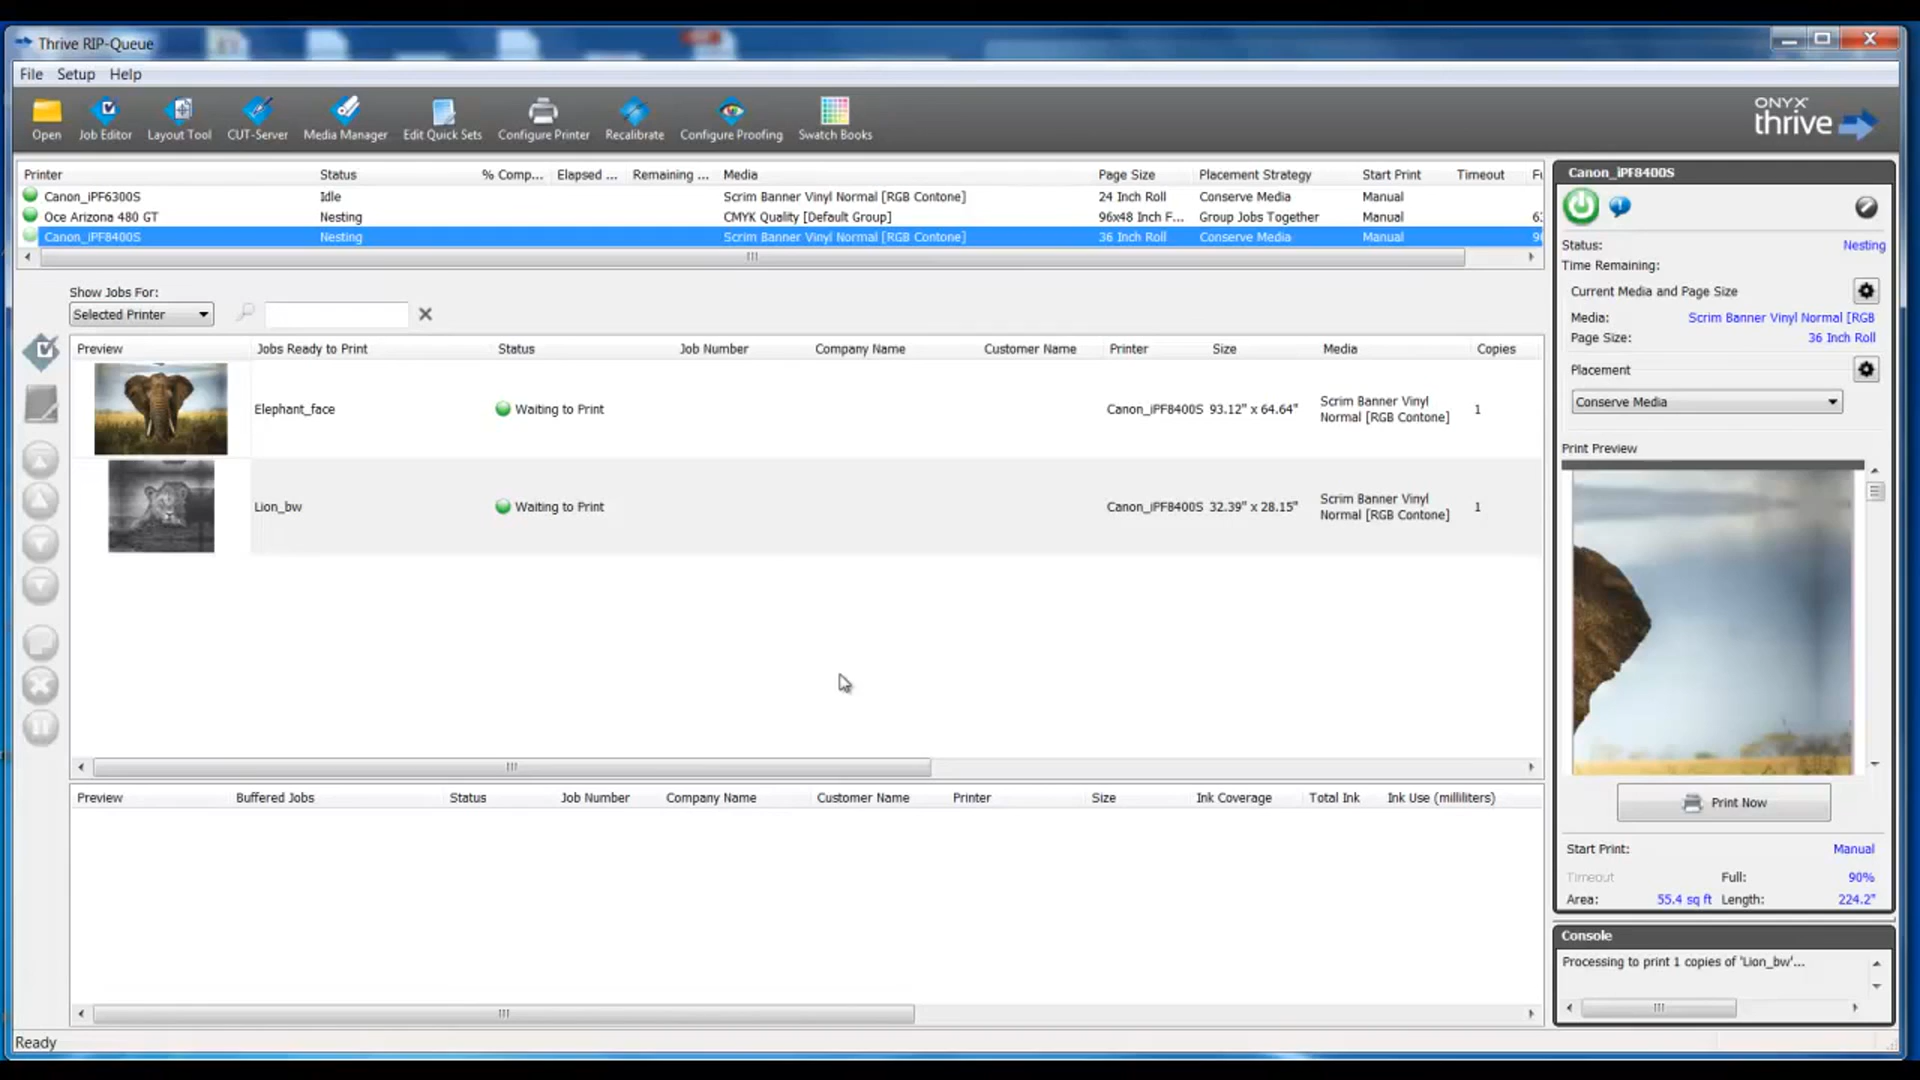 Thrive RIP-Queue
File Setup Help
Open Job Editor Layout Tool CUT-Server Media Manager Edit Quick Sets Configure Printer Recalibrate Configure Proofing Swatch Books
ONYX
thrive
Printer Status % Comp... Elapsed ... Remaining ... Media Page Size Placement Strategy Start Print Timeout Fu
Canon_iPF6300S Idle Scrim Banner Vinyl Normal [RGB Contone] 24 Inch Roll Conserve Media Manual
Oce Arizona 480 GT Nesting CMYK Quality [Default Group] 96x48 Inch F... Group Jobs Together Manual
Canon_iPF8400S Nesting Scrim Banner Vinyl Normal [RGB Contone] 36 Inch Roll Conserve Media Manual
Show Jobs For:
Selected Printer
Preview Jobs Ready to Print Status Job Number Company Name Customer Name Printer Size Media Copies
Elephant_face Waiting to Print Canon_iPF8400S 93.12" x 64.64" Scrim Banner Vinyl Normal [RGB Contone] 1
Lion_bw Waiting to Print Canon_iPF8400S 32.39" x 28.15" Scrim Banner Vinyl Normal [RGB Contone] 1
Preview Buffered Jobs Status Job Number Company Name Customer Name Printer Size Ink Coverage Total Ink Ink Use (milliliters)
Ready
Canon_iPF8400S
Status: Nesting
Time Remaining:
Current Media and Page Size
Media: Scrim Banner Vinyl Normal [RGB
Page Size: 36 Inch Roll
Placement
Conserve Media
Print Preview
Print Now
Start Print: Manual
Timeout Full: 90%
Area: 55.4 sq ft Length: 224.2"
Console
Processing to print 1 copies of 'Lion_bw'...